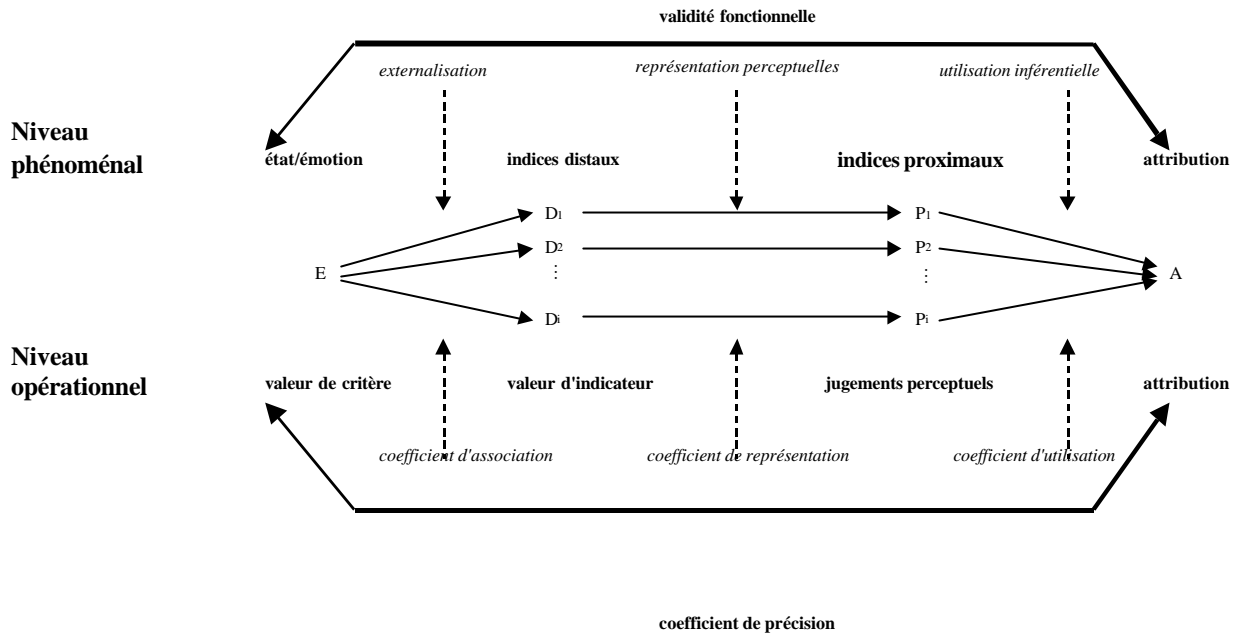 validité fonctionnelle
externalisation représentation perceptuelles utilisation inférentielle
Niveau
phénoménal
état/émotion indices distaux indices proximaux attribution
D1 P1
D2 P2
⋮ ⋮
E A
Di Pi
Niveau
opérationnel
valeur de critère valeur d'indicateur jugements perceptuels attribution
coefficient d'association coefficient de représentation coefficient d'utilisation
coefficient de précision